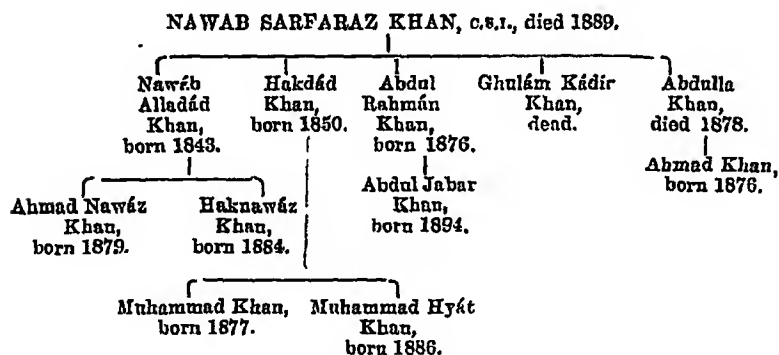 NAWAB SARFARAZ KHAN, C.S.I., died 1889.
Nawáb
Alladád
Khan,
born 1843.
Hakdád
Khan,
born 1850.
Abdul
Rahmán
Khan,
born 1876.
Ghulám Kádir
Khan,
dead.
Abdulla
Khan,
died 1878.
Ahmad Khan,
born 1876.
Abdul Jabar
Khan,
born 1894.
Ahmad Nawáz
Khan,
born 1879.
Haknawáz
Khan,
born 1884.
Muhammad Khan,
born 1877.
Muhammad Hyát
Khan,
born 1886.